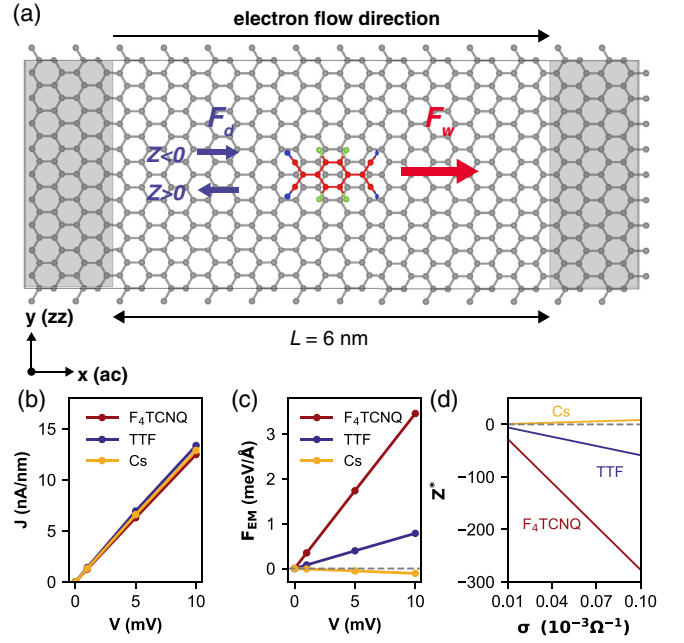 (a)
electron flow direction
F_d
F_w
Z<0
Z>0
L = 6 nm
y (zz)
x (ac)
(b)
(c)
(d)
F₄TCNQ
TTF
Cs
J (nA/nm)
15
10
5
0
0 5 10
V (mV)
F₄TCNQ
TTF
Cs
F_EM (meV/Å)
3
2
1
0
0 5 10
V (mV)
Cs
TTF
F₄TCNQ
Z*
0
−100
−200
−300
0.01 0.04 0.07 0.10
σ (10⁻³Ω⁻¹)